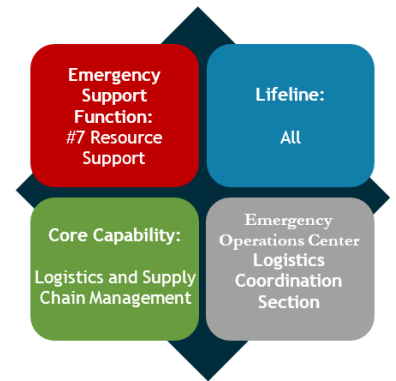 Emergency
Support
Function:
#7 Resource
Support
Lifeline:
All
Core Capability:
Logistics and Supply
Chain Management
Emergency
Operations Center
Logistics
Coordination
Section